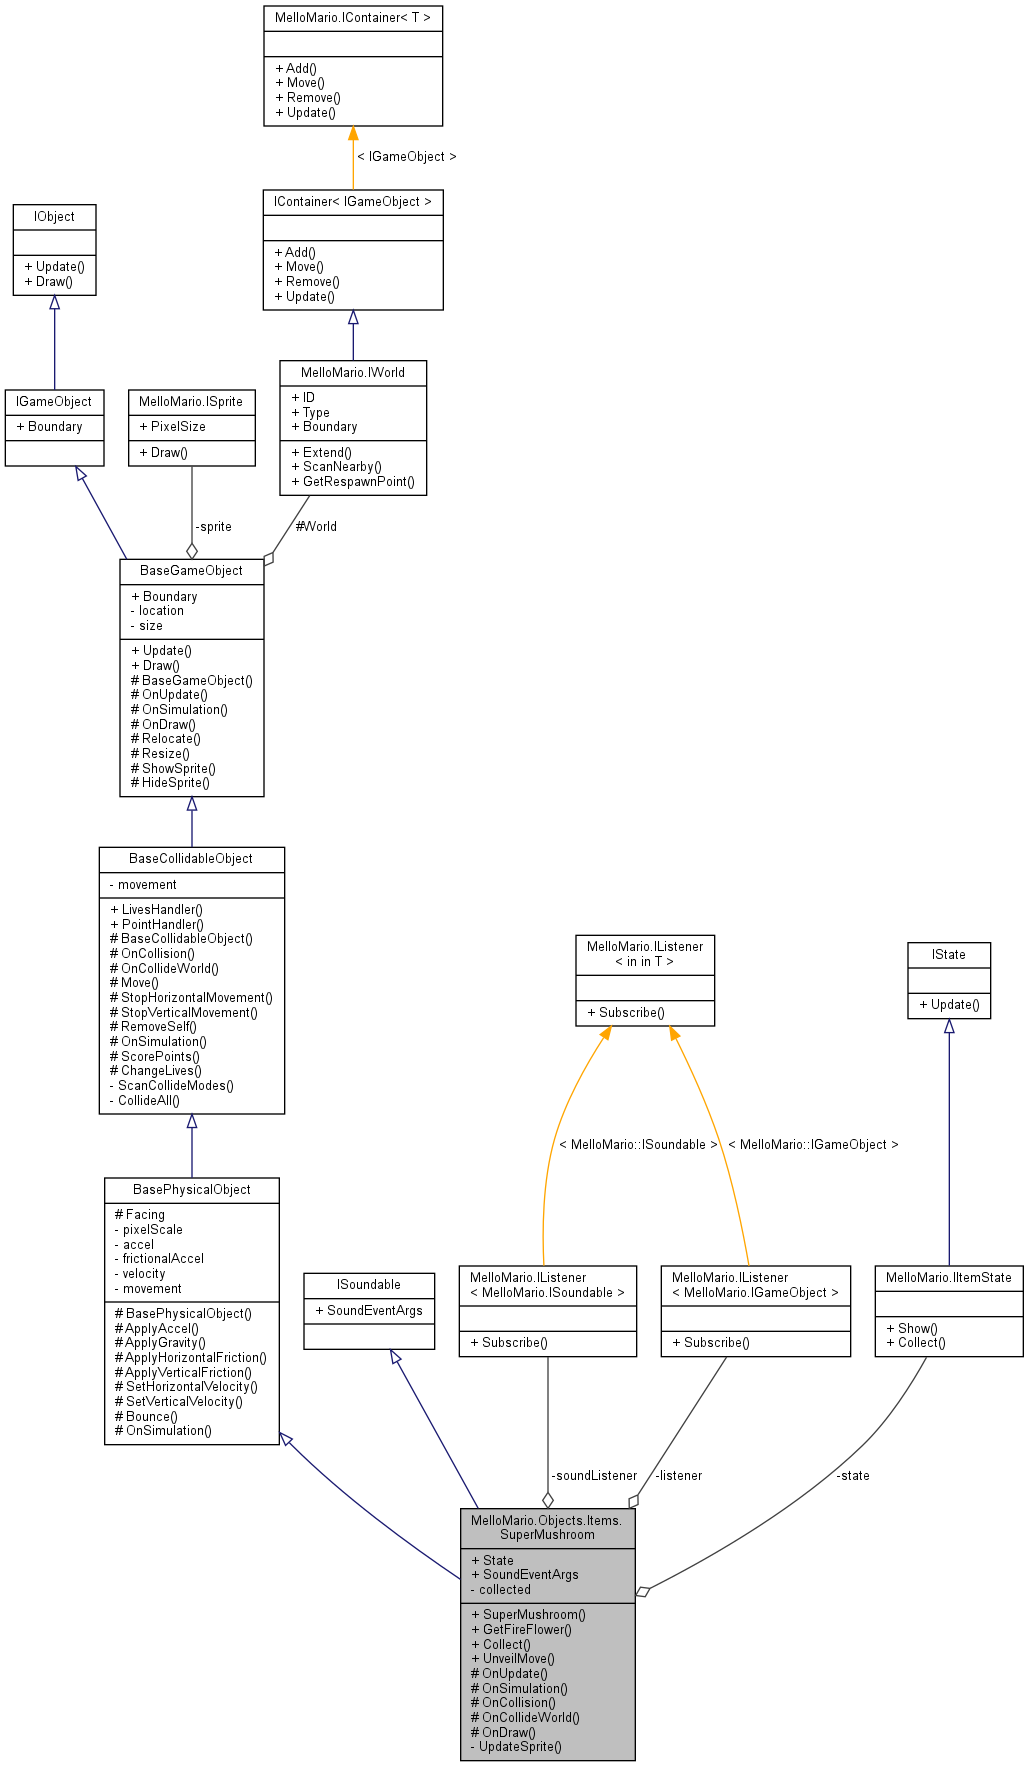 MelloMario.IContainer< T >
+ Add()
+ Move()
+ Remove()
+ Update()
< IGameObject >
IContainer< IGameObject >
+ Add()
+ Move()
+ Remove()
+ Update()
IObject
+ Update()
+ Draw()
IGameObject
+ Boundary
MelloMario.ISprite
+ PixelSize
+ Draw()
MelloMario.IWorld
+ ID
+ Type
+ Boundary
+ Extend()
+ ScanNearby()
+ GetRespawnPoint()
-sprite
#World
BaseGameObject
+ Boundary
- location
- size
+ Update()
+ Draw()
# BaseGameObject()
# OnUpdate()
# OnSimulation()
# OnDraw()
# Relocate()
# Resize()
# ShowSprite()
# HideSprite()
BaseCollidableObject
- movement
+ LivesHandler()
+ PointHandler()
# BaseCollidableObject()
# OnCollision()
# OnCollideWorld()
# Move()
# StopHorizontalMovement()
# StopVerticalMovement()
# RemoveSelf()
# OnSimulation()
# ScorePoints()
# ChangeLives()
- ScanCollideModes()
- CollideAll()
MelloMario.IListener
< in in T >
+ Subscribe()
IState
+ Update()
< MelloMario::ISoundable >
< MelloMario::IGameObject >
BasePhysicalObject
# Facing
- pixelScale
- accel
- frictionalAccel
- velocity
- movement
# BasePhysicalObject()
# ApplyAccel()
# ApplyGravity()
# ApplyHorizontalFriction()
# ApplyVerticalFriction()
# SetHorizontalVelocity()
# SetVerticalVelocity()
# Bounce()
# OnSimulation()
ISoundable
+ SoundEventArgs
MelloMario.IListener
< MelloMario.ISoundable >
+ Subscribe()
MelloMario.IListener
< MelloMario.IGameObject >
+ Subscribe()
MelloMario.IItemState
+ Show()
+ Collect()
-soundListener
-listener
-state
MelloMario.Objects.Items.
SuperMushroom
+ State
+ SoundEventArgs
- collected
+ SuperMushroom()
+ GetFireFlower()
+ Collect()
+ UnveilMove()
# OnUpdate()
# OnSimulation()
# OnCollision()
# OnCollideWorld()
# OnDraw()
- UpdateSprite()